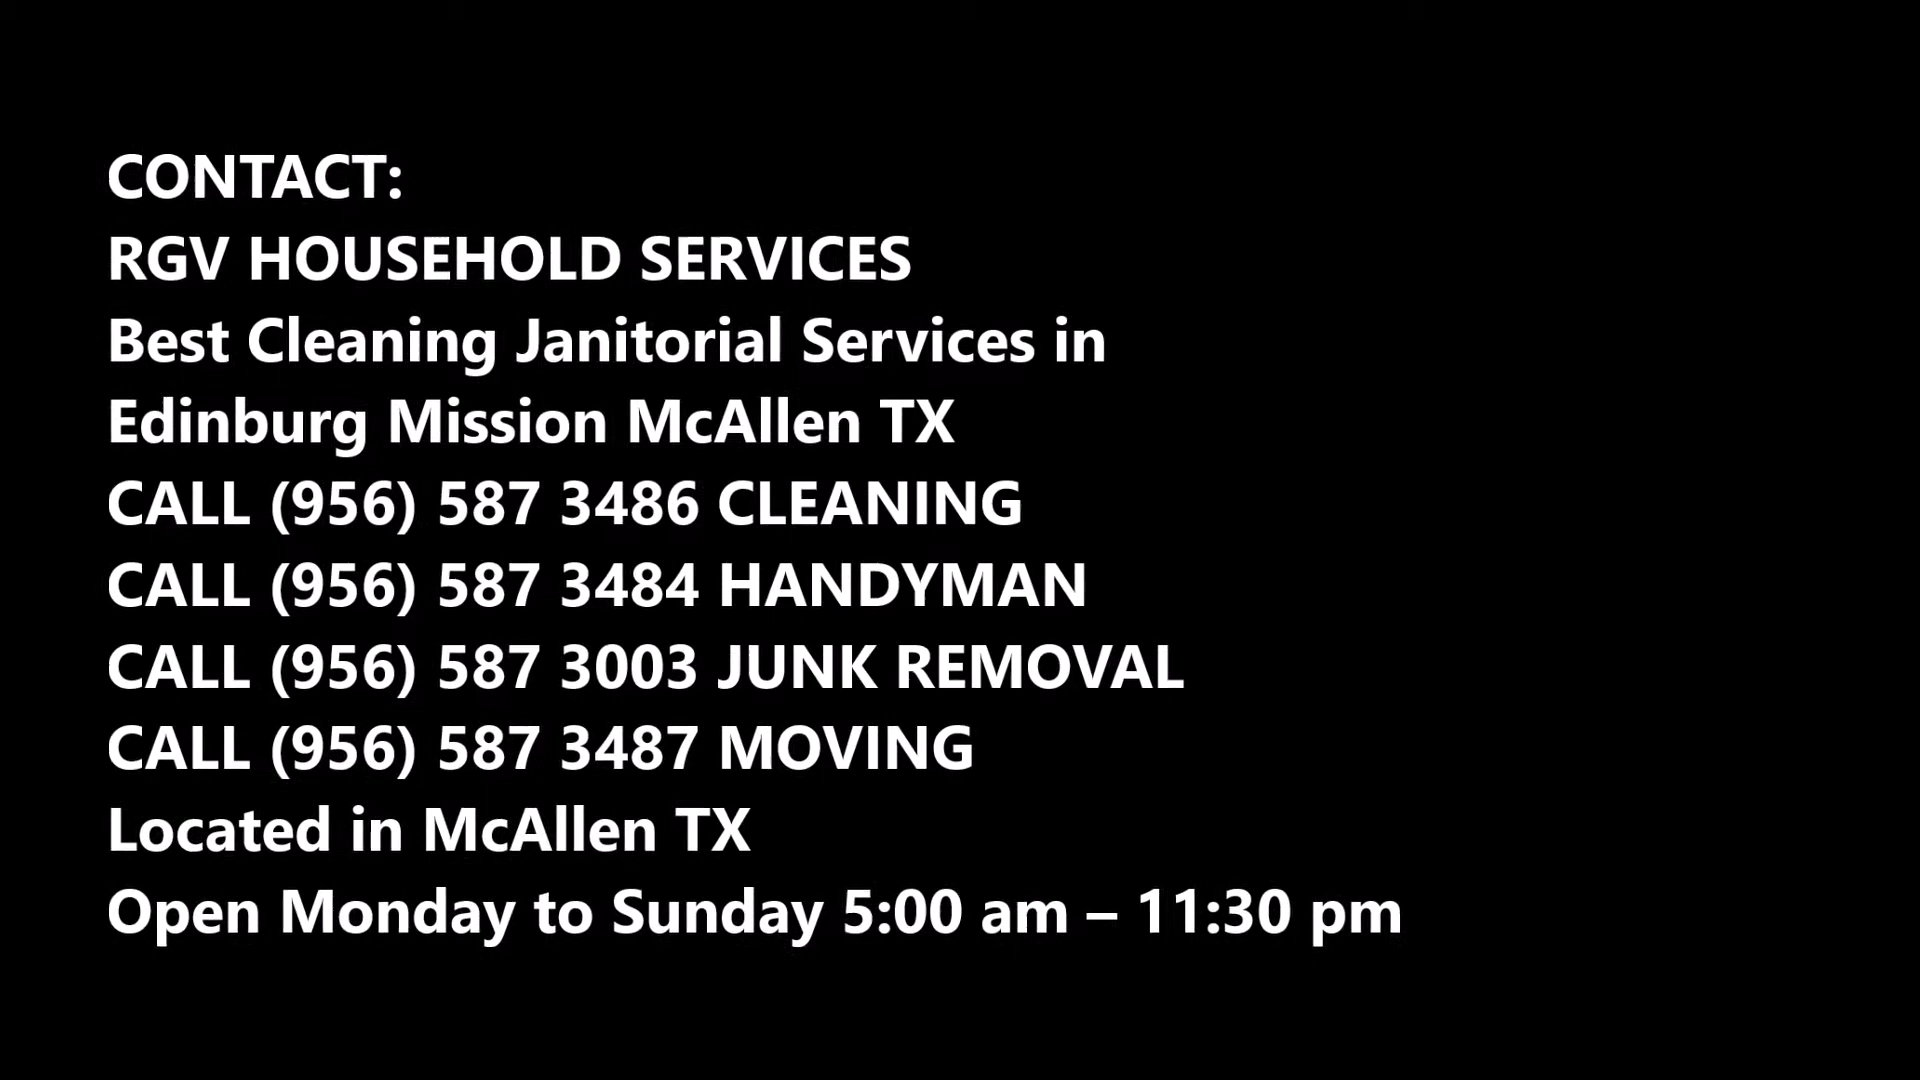 CONTACT:
RGV HOUSEHOLD SERVICES
Best Cleaning Janitorial Services in
Edinburg Mission McAllen TX
CALL (956) 587 3486 CLEANING
CALL (956) 587 3484 HANDYMAN
CALL (956) 587 3003 JUNK REMOVAL
CALL (956) 587 3487 MOVING
Located in McAllen TX
Open Monday to Sunday 5:00 am – 11:30 pm